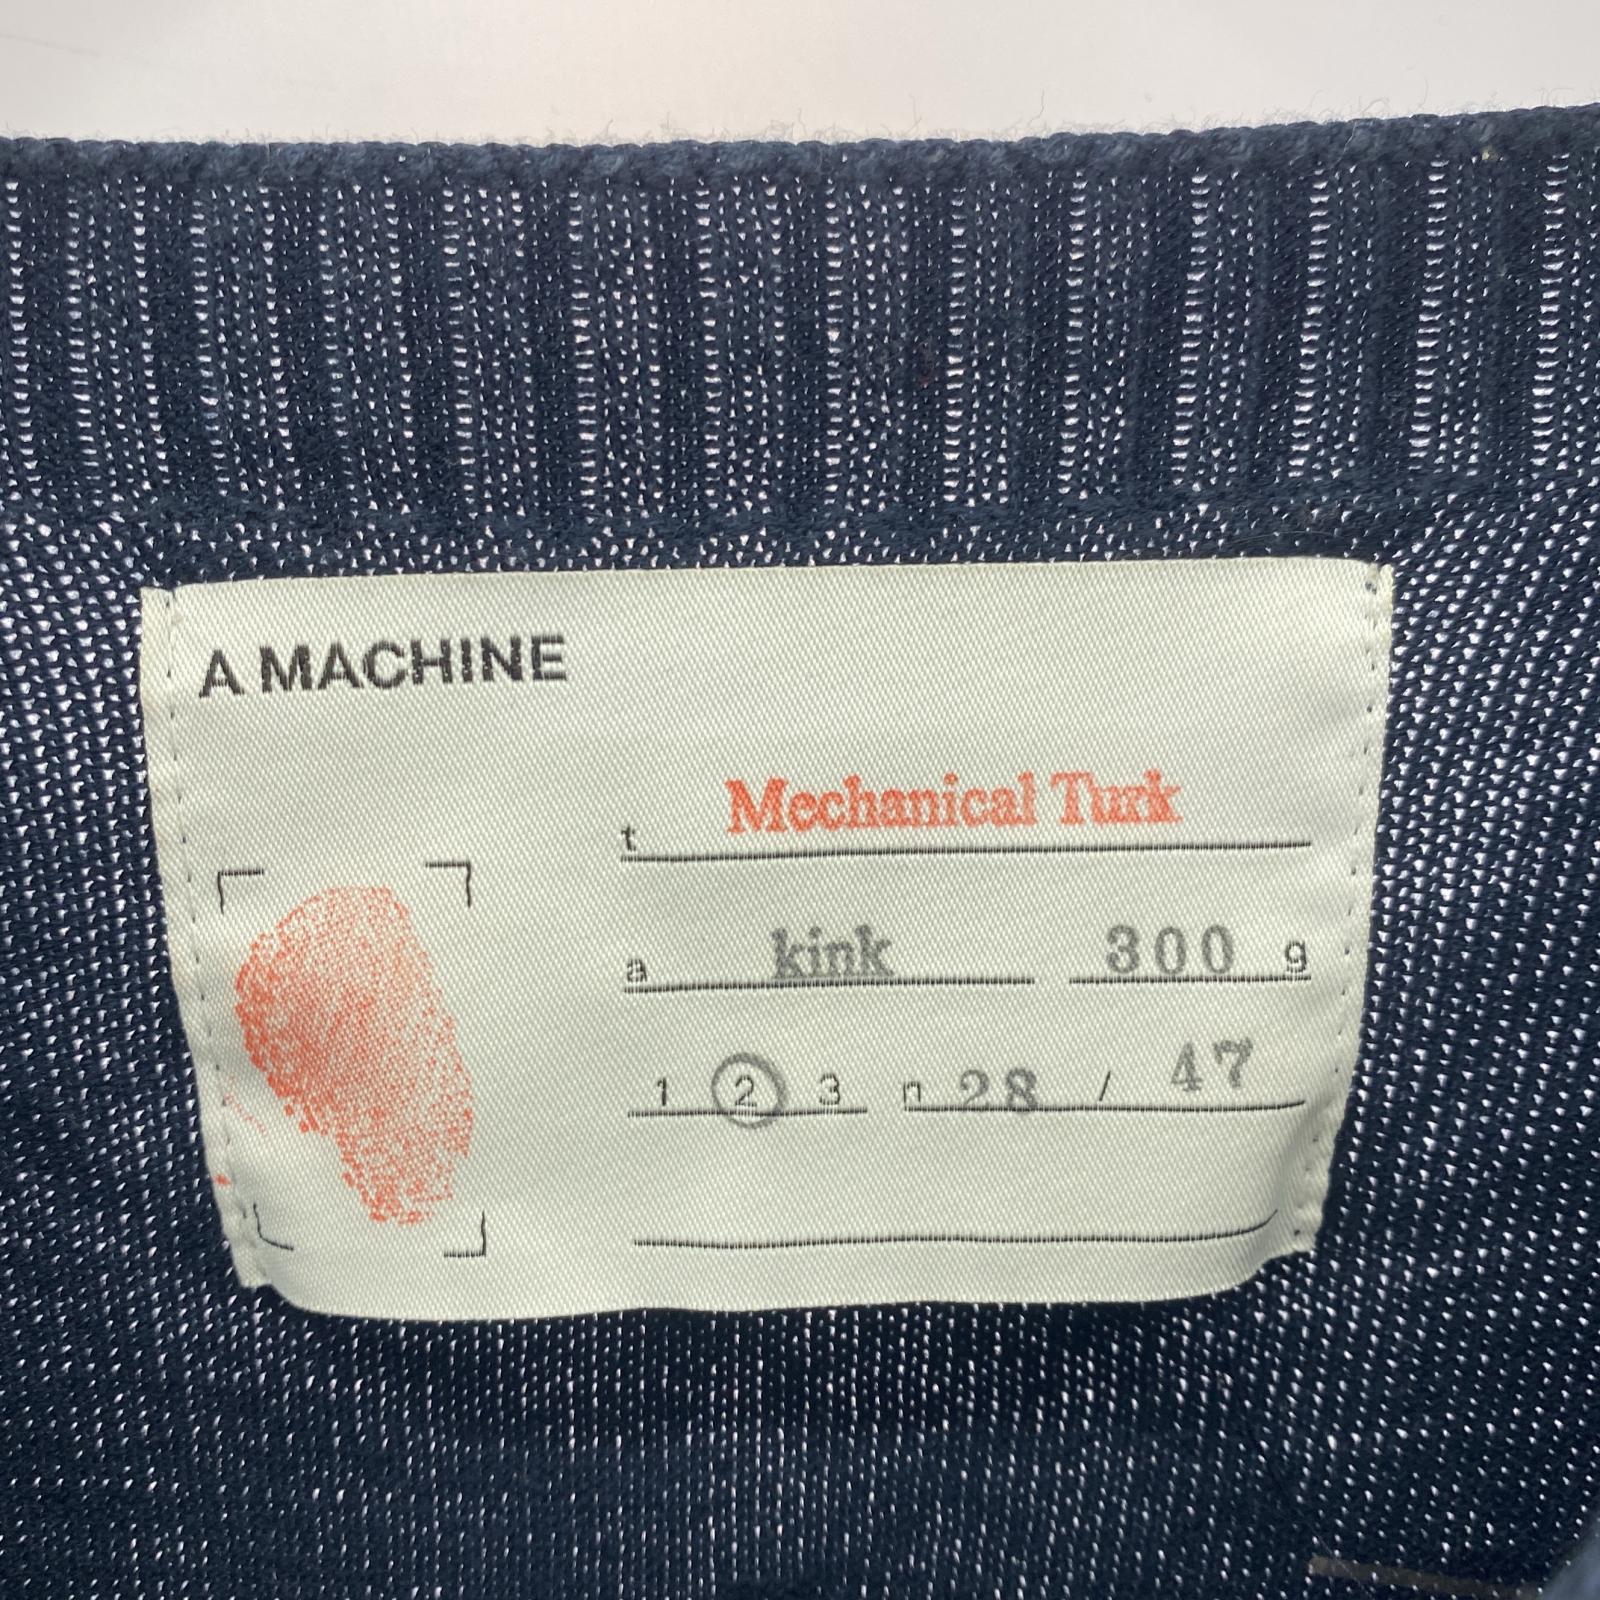 A MACHINE
t Mechanical Turk
a kink 300 g
1 2 3 n 28 / 47